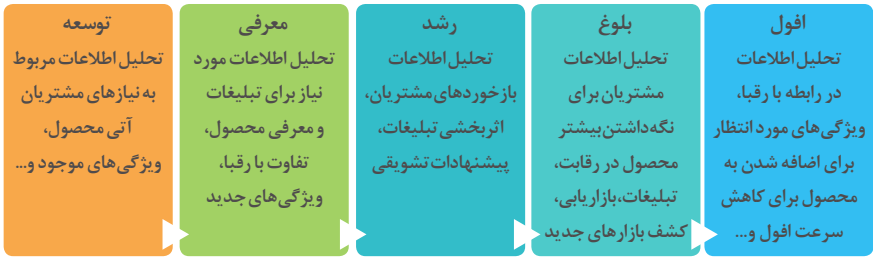 توسعه
تحلیل اطلاعات مربوط
به نیازهای مشتریان
آتی محصول،
ویژگی‌های موجود و...
معرفی
تحلیل اطلاعات مورد
نیاز برای تبلیغات
و معرفی محصول،
تفاوت با رقبا،
ویژگی‌های جدید
رشد
تحلیل اطلاعات
بازخوردهای مشتریان،
اثربخشی تبلیغات،
پیشنهادات تشویقی
بلوغ
تحلیل اطلاعات
مشتریان برای
نگه‌داشتن بیشتر
محصول در رقابت،
تبلیغات، بازاریابی،
کشف بازارهای جدید
افول
تحلیل اطلاعات
در رابطه با رقبا،
ویژگی‌های مورد انتظار
برای اضافه شدن به
محصول برای کاهش
سرعت افول و...